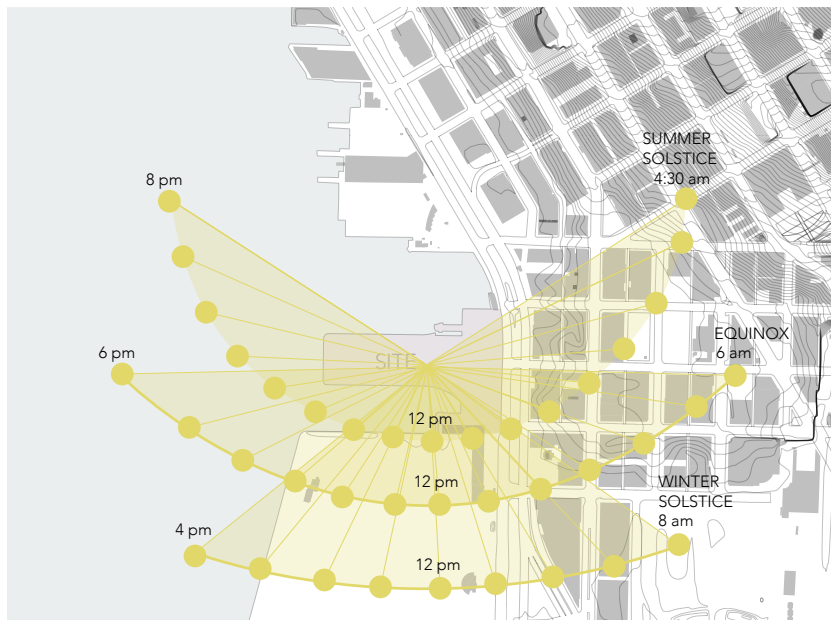 SUMMER
SOLSTICE
4:30 am
8 pm
EQUINOX
6 am
6 pm
SITE
12 pm
12 pm
WINTER
SOLSTICE
8 am
4 pm
12 pm